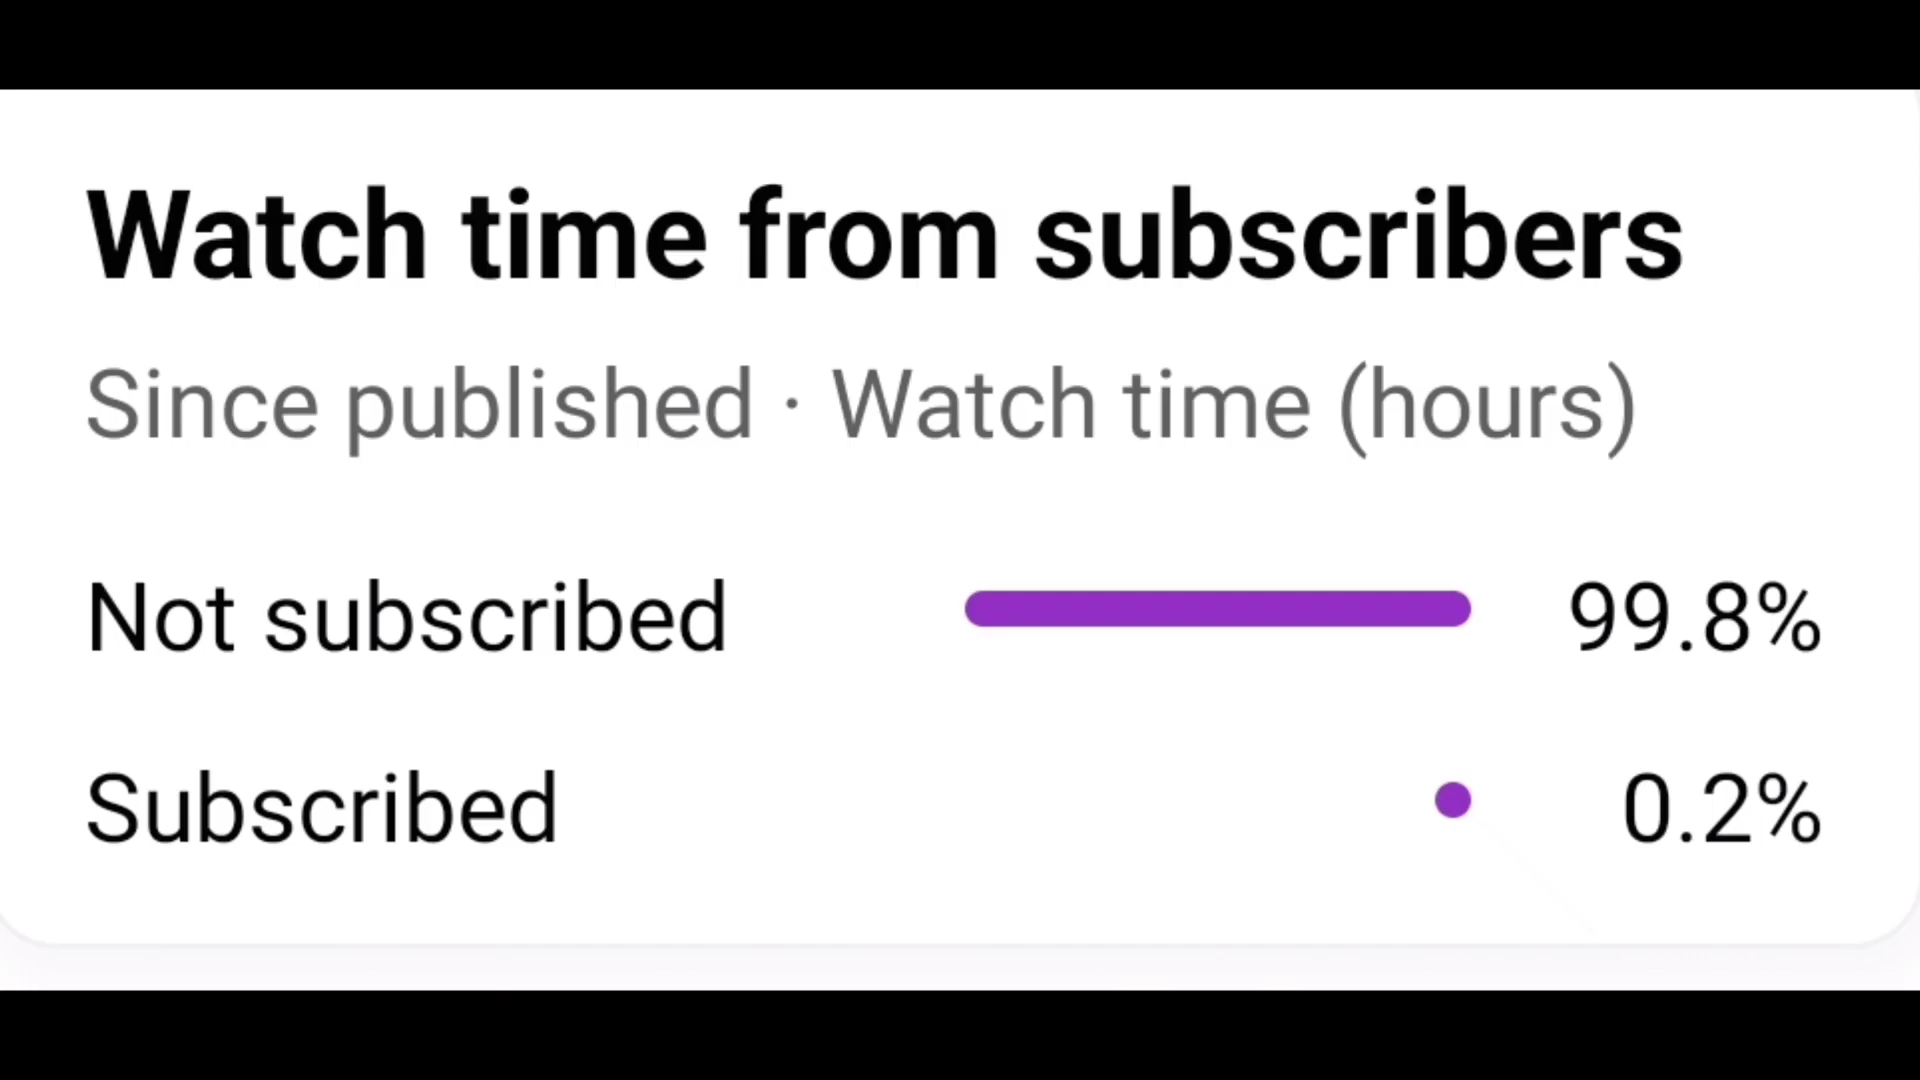 Watch time from subscribers
Since published · Watch time (hours)
Not subscribed 99.8%
Subscribed 0.2%